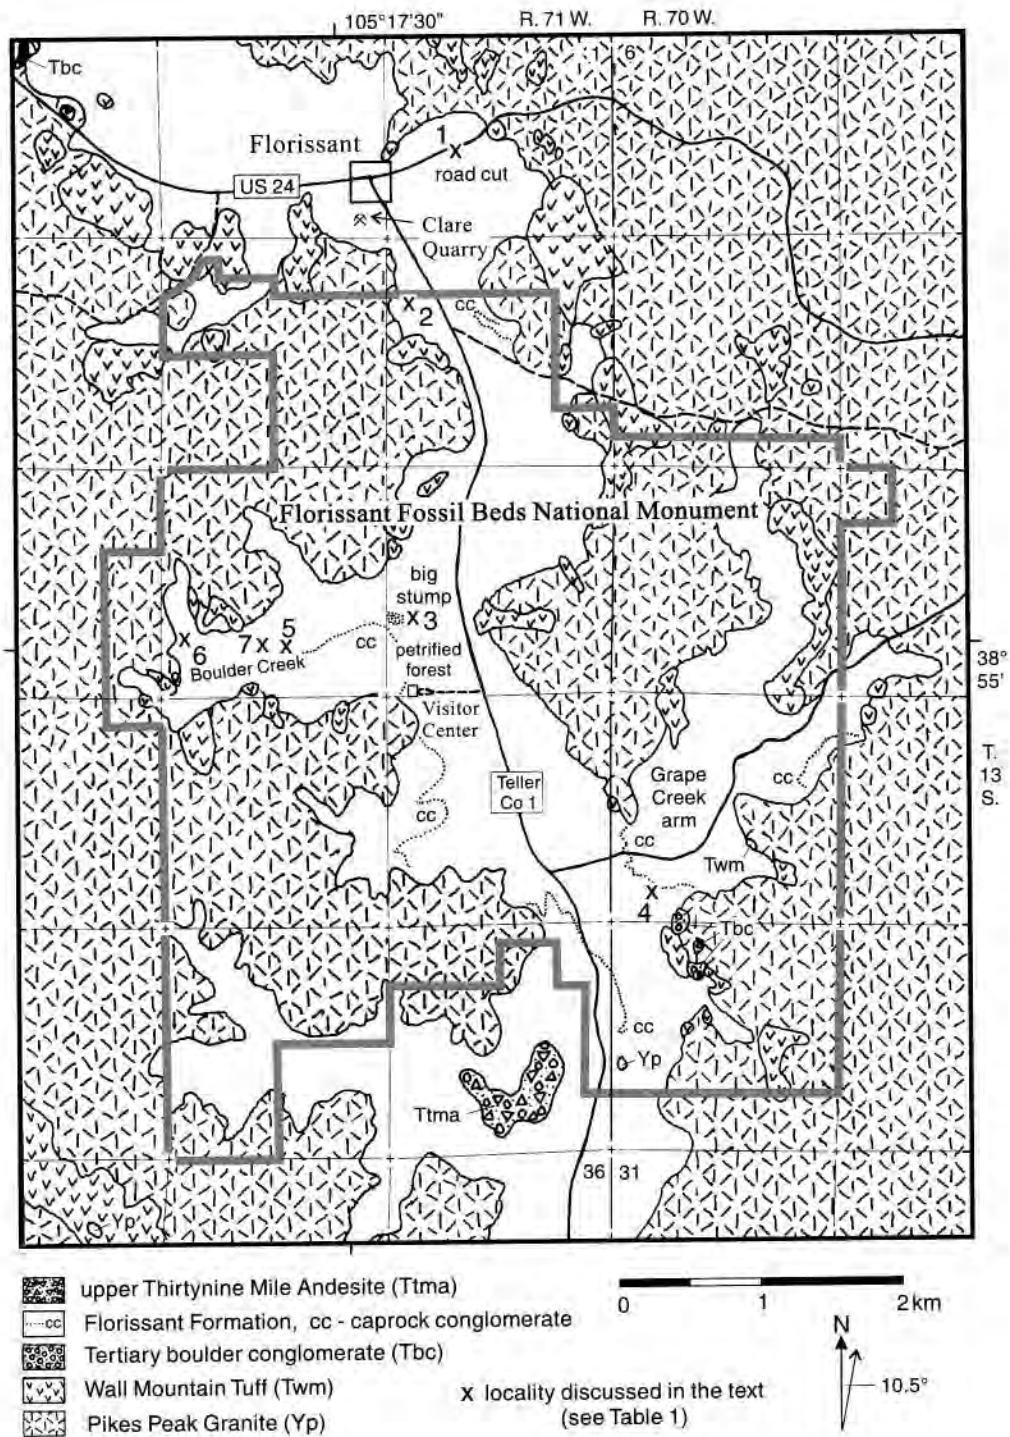 105°17'30" R. 71 W. R. 70 W.
1 6
Tbc
Florissant
1
road cut
US 24
Clare
Quarry
2
cc
Florissant Fossil Beds National Monument
big
stump
3
cc
petrified
forest
5
7
6
Boulder Creek
Visitor
Center
38°
55'
T.
13
S.
Teller
Co 1
Grape
Creek
arm
cc
cc
cc
Twm
4
Tbc
cc
Yp
Ttma
36 31
Yp
upper Thirtynine Mile Andesite (Ttma)
cc Florissant Formation, cc - caprock conglomerate
Tertiary boulder conglomerate (Tbc)
Wall Mountain Tuff (Twm)
Pikes Peak Granite (Yp)
0 1 2 km
x locality discussed in the text
(see Table 1)
N
10.5°